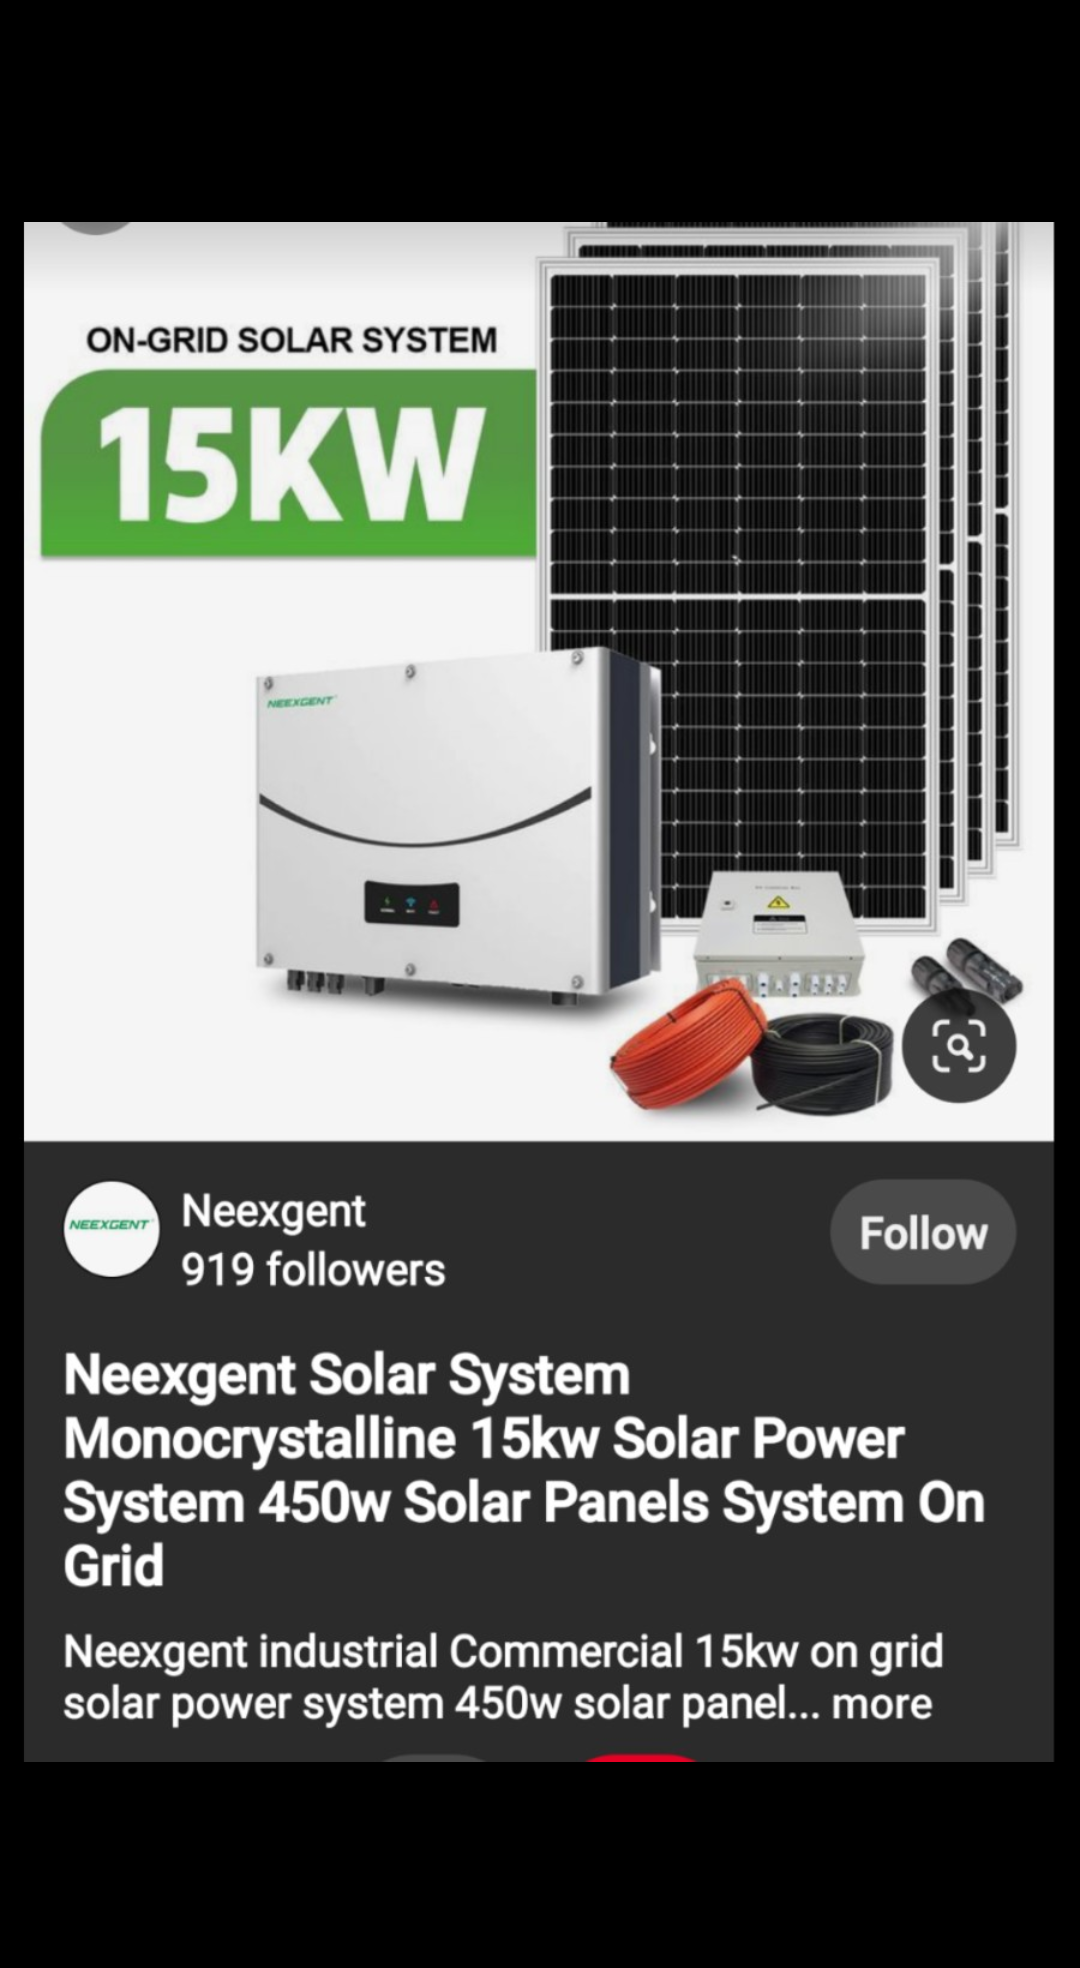 ON-GRID SOLAR SYSTEM
15KW
NEEXGENT
NEEXGENT
Neexgent
919 followers
Follow
Neexgent Solar System
Monocrystalline 15kw Solar Power
System 450w Solar Panels System On
Grid
Neexgent industrial Commercial 15kw on grid
solar power system 450w solar panel... more